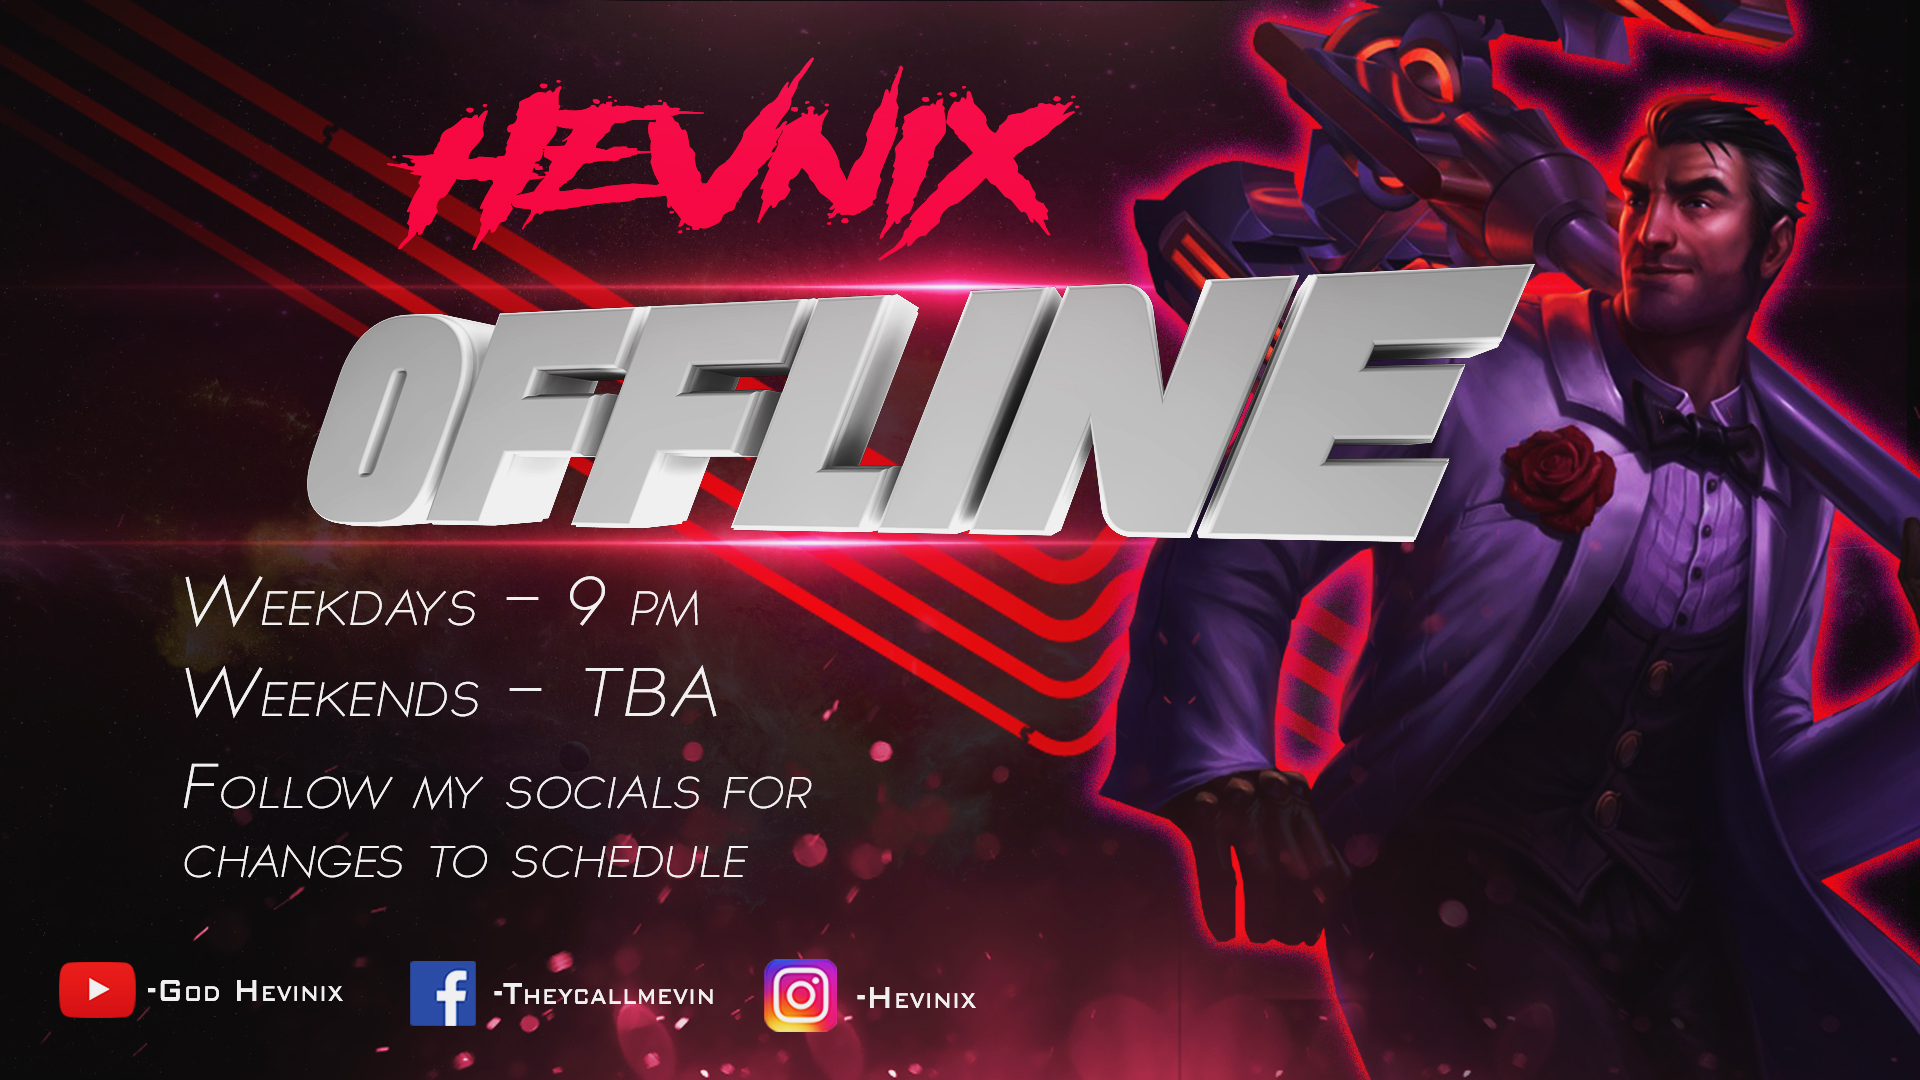 HEVNIX
OFFLINE
WEEKDAYS - 9 PM
WEEKENDS - TBA
FOLLOW MY SOCIALS FOR
CHANGES TO SCHEDULE
-GOD HEVINIX
-THEYCALLMEVIN
-HEVINIX